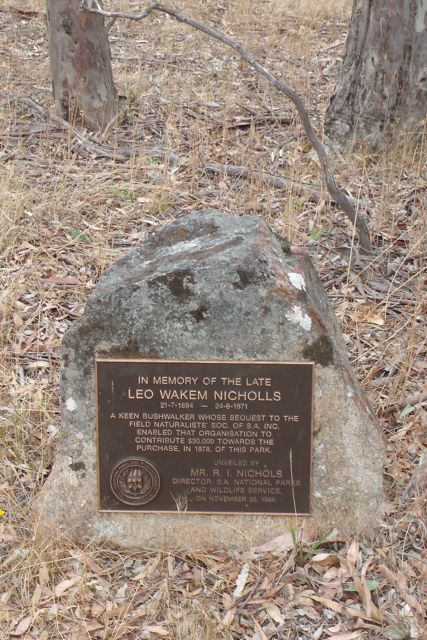 IN MEMORY OF THE LATE
LEO WAKEM NICHOLLS
21-7-1894 — 24-8-1971
A KEEN BUSHWALKER WHOSE BEQUEST TO THE
FIELD NATURALISTS' SOC. OF S.A. INC.
ENABLED THAT ORGANISATION TO
CONTRIBUTE $30,000 TOWARDS THE
PURCHASE, IN 1978, OF THIS PARK.
UNVEILED BY
MR. R. I. NICHOLS
DIRECTOR, S.A. NATIONAL PARKS
AND WILDLIFE SERVICE,
ON NOVEMBER 30, 1984.